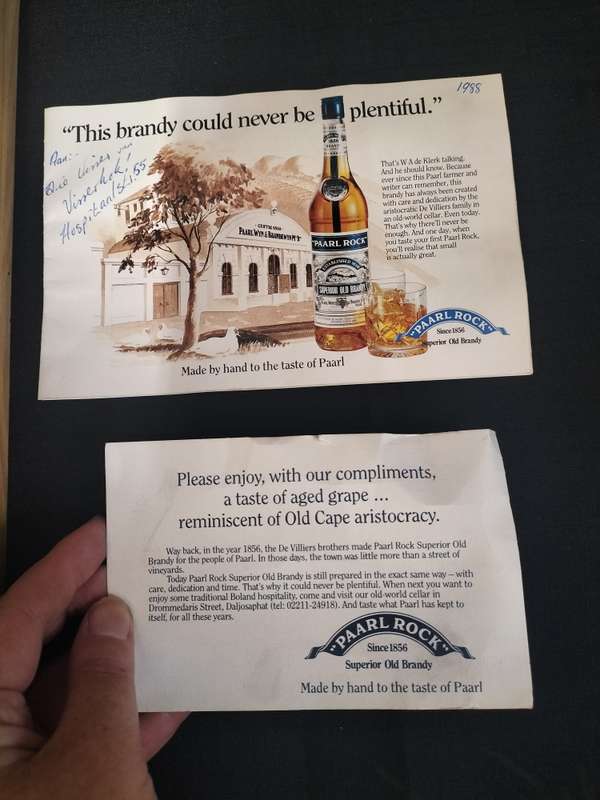 1988
“This brandy could never be plentiful.”
Aan:
Visserhok,
Hospitaalst. 55
That's W A de Klerk talking.
And he should know. Because
ever since this Paarl farmer and
writer can remember, this
brandy has always been created
with care and dedication by the
aristocratic De Villiers family in
an old-world cellar. Even today.
That's why there'll never be
enough. And one day, when
you taste your first Paarl Rock,
you'll realise that small
is actually great.
PAARL ROCK
SUPERIOR OLD BRANDY
"PAARL ROCK"
Since 1856
Superior Old Brandy
Made by hand to the taste of Paarl
Please enjoy, with our compliments,
a taste of aged grape ...
reminiscent of Old Cape aristocracy.
Way back, in the year 1856, the De Villiers brothers made Paarl Rock Superior Old
Brandy for the people of Paarl. In those days, the town was little more than a street of
vineyards.
Today Paarl Rock Superior Old Brandy is still prepared in the exact same way – with
care, dedication and time. That's why it could never be plentiful. When next you want to
enjoy some traditional Boland hospitality, come and visit our old-world cellar in
Drommedaris Street, Daljosaphat (tel: 02211-24918). And taste what Paarl has kept to
itself, for all these years.
"PAARL ROCK"
Since 1856
Superior Old Brandy
Made by hand to the taste of Paarl